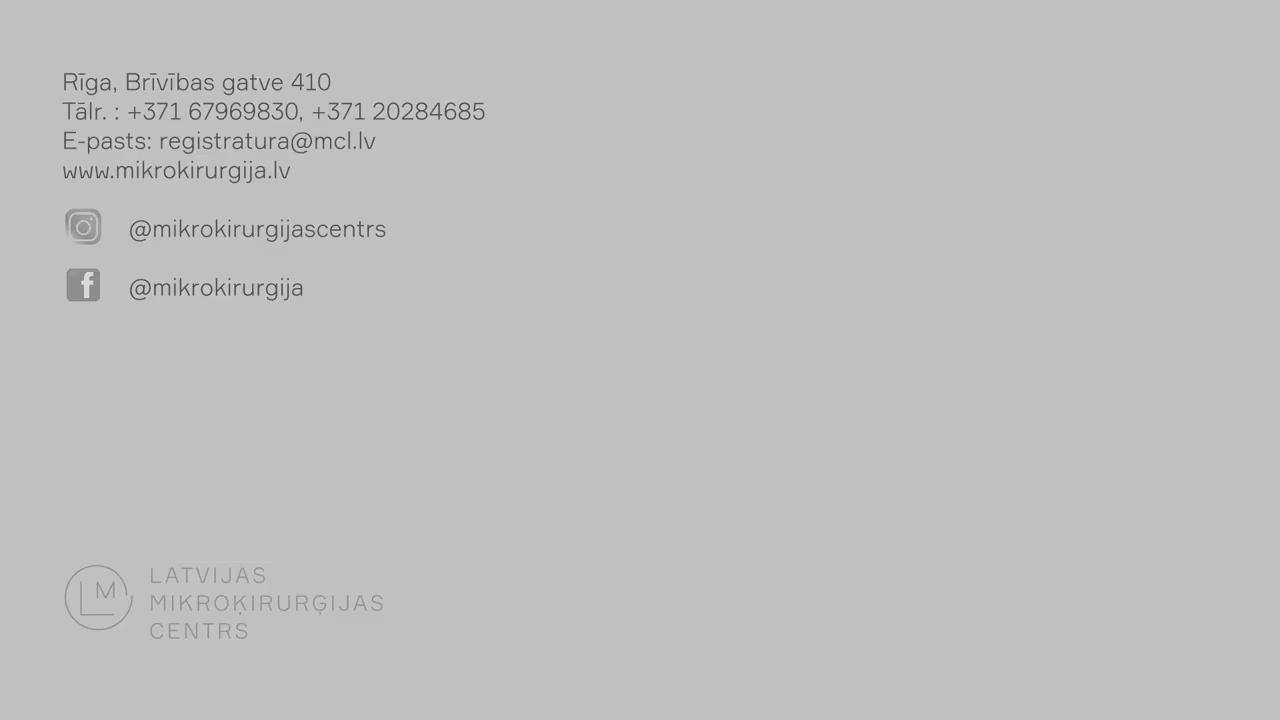 Rīga, Brīvības gatve 410
Tālr. : +371 67969830, +371 20284685
E-pasts: registratura@mcl.lv
www.mikrokirurgija.lv
@mikrokirurgijascentrs
f @mikrokirurgija
LM
LATVIJAS
MIKROĶIRURĢIJAS
CENTRS